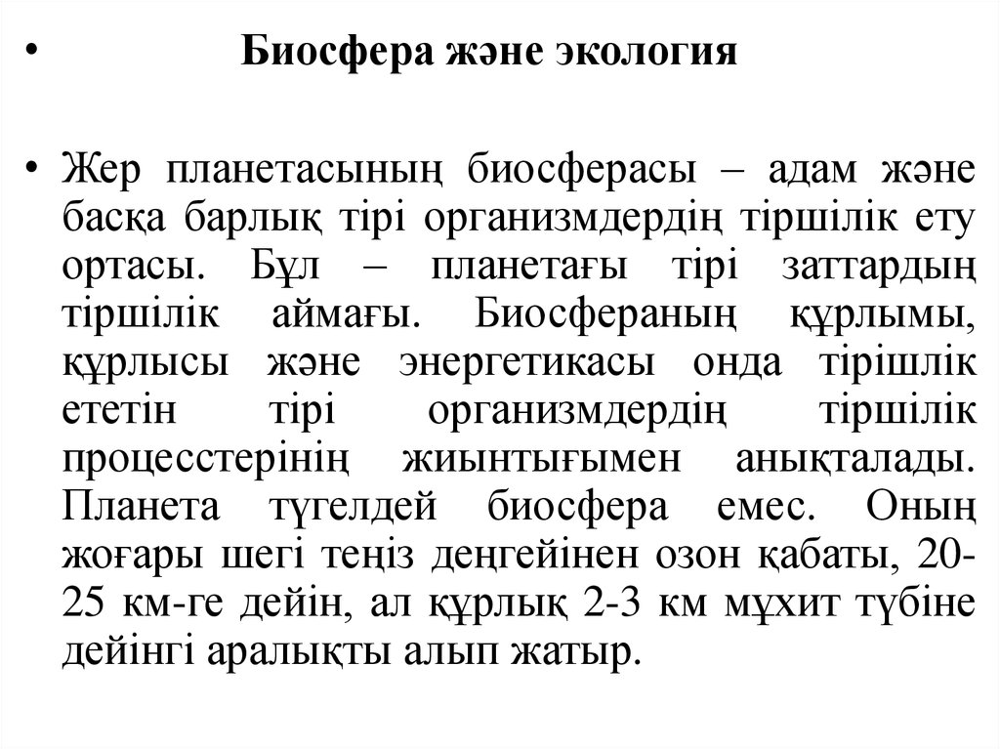 • Биосфера және экология
• Жер планетасының биосферасы – адам және
басқа барлық тірі организмдердің тіршілік ету
ортасы. Бұл – планетағы тірі заттардың
тіршілік аймағы. Биосфераның құрлымы,
құрлысы және энергетикасы онда тірішлік
ететін тірі организмдердің тіршілік
процесстерінің жиынтығымен анықталады.
Планета түгелдей биосфера емес. Оның
жоғары шегі теңіз деңгейінен озон қабаты, 20-
25 км-ге дейін, ал құрлық 2-3 км мұхит түбіне
дейінгі аралықты алып жатыр.